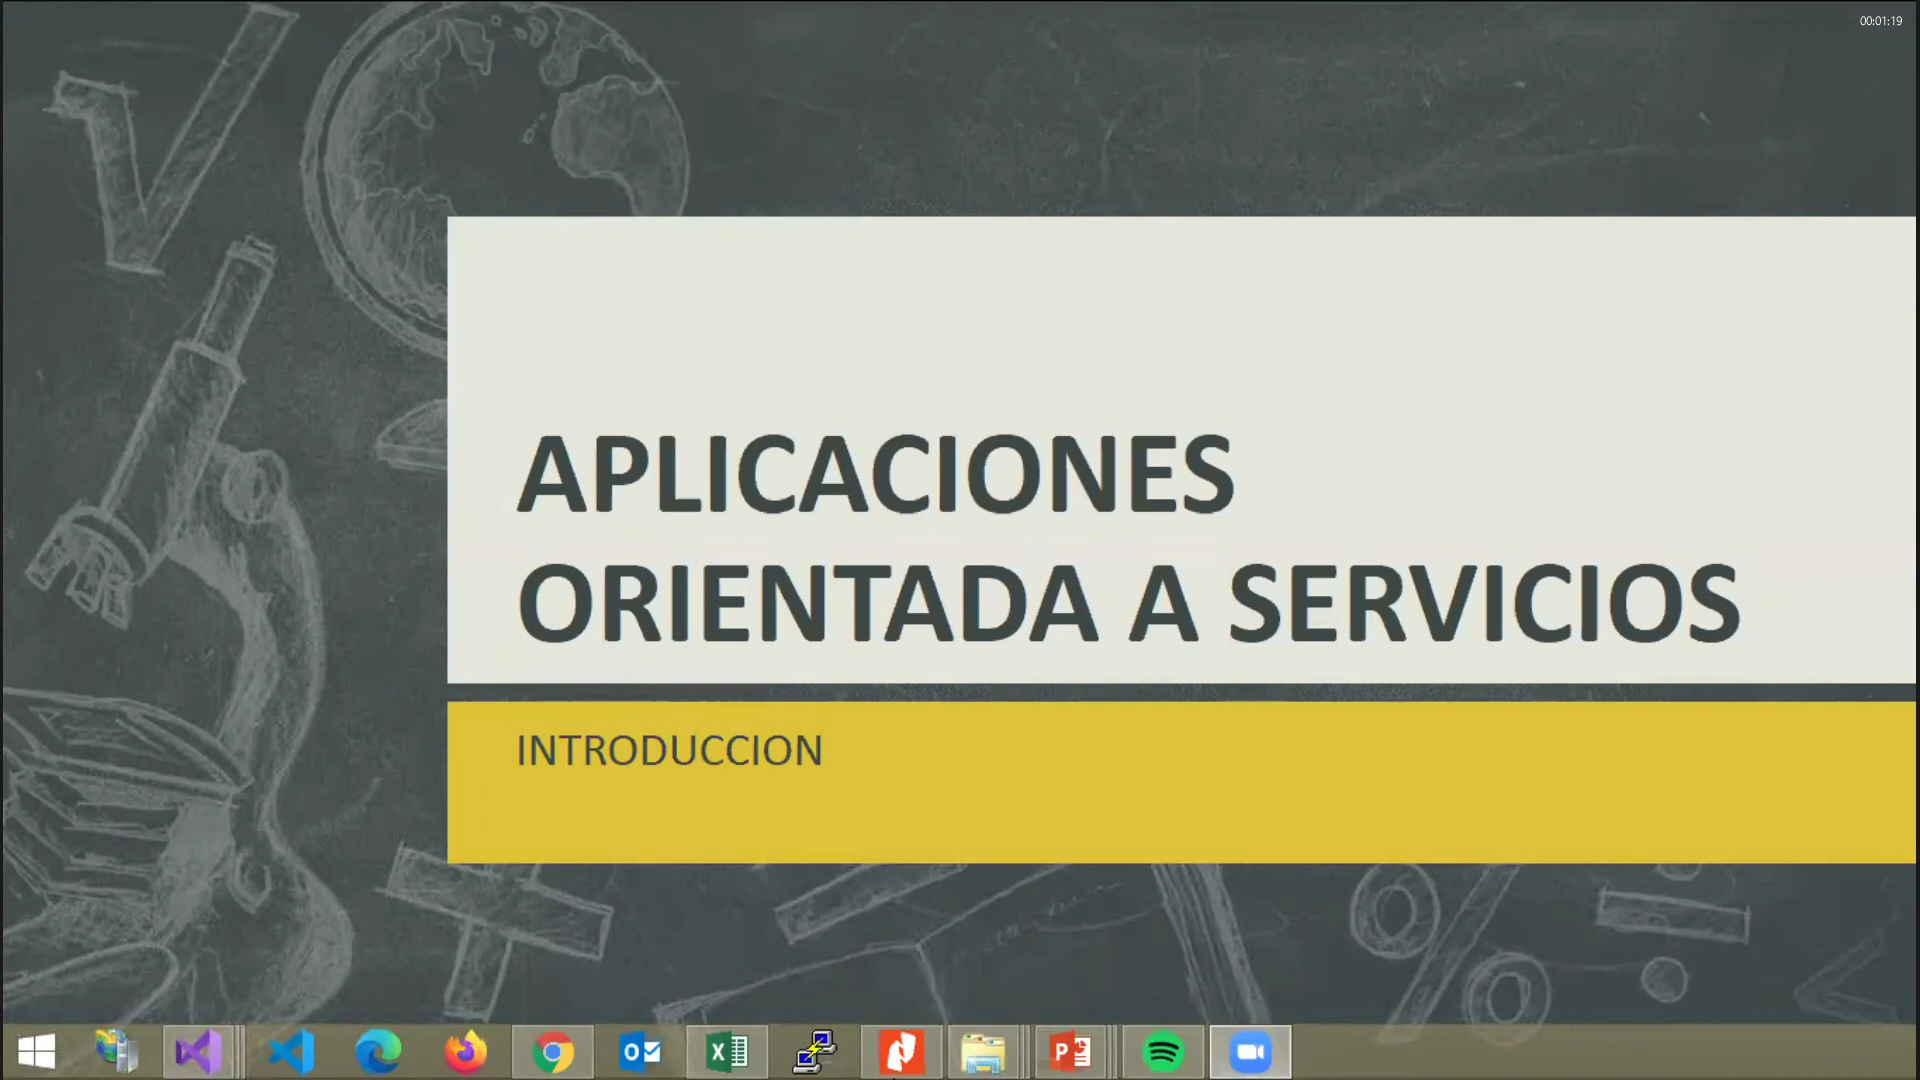 00:01:19
APLICACIONES
ORIENTADA A SERVICIOS
INTRODUCCION